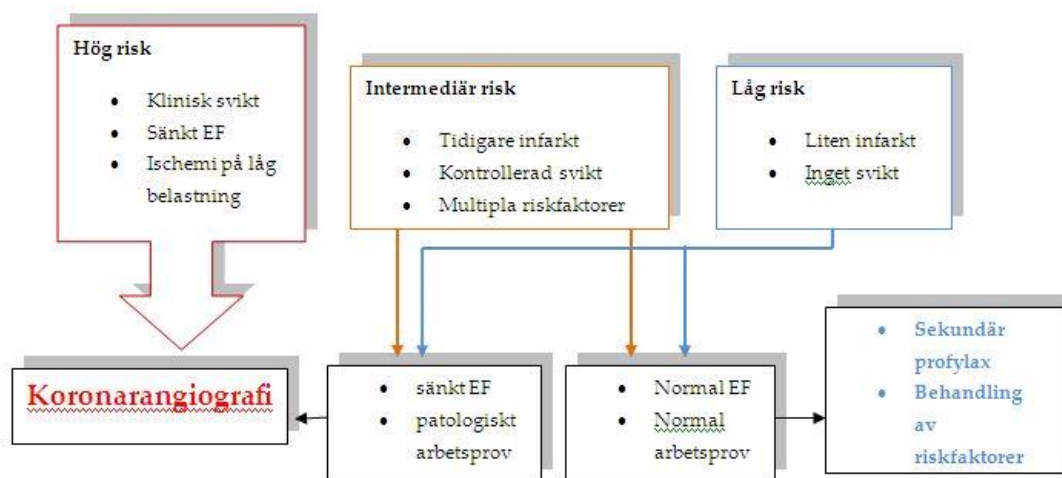 Hög risk
Klinisk svikt
Sänkt EF
Ischemi på låg
belastning
Intermediär risk
Tidigare infarkt
Kontrollerad svikt
Multipla riskfaktorer
Låg risk
Liten infarkt
Inget svikt
Koronarangiografi
sänkt EF
patologiskt
arbetsprov
Normal EF
Normal
arbetsprov
Sekundär
profylax
Behandling
av
riskfaktorer